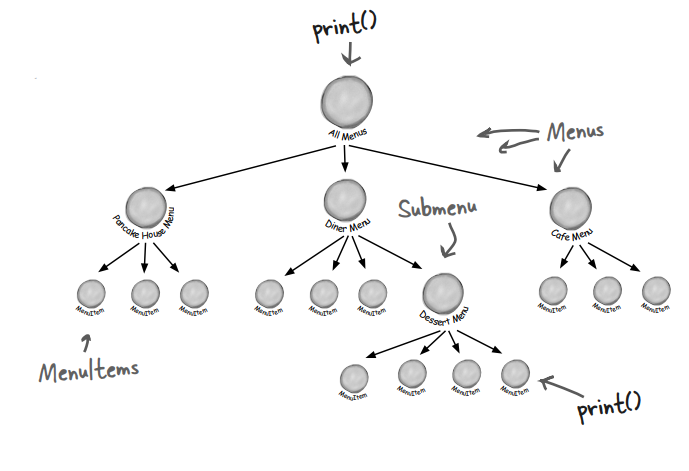 print()
All Menus
Menus
Pancake House Menu
Diner Menu
Submenu
Cafe Menu
MenuItem
MenuItem
MenuItem
MenuItem
MenuItem
MenuItem
Dessert Menu
MenuItem
MenuItem
MenuItem
MenuItems
MenuItem
MenuItem
MenuItem
MenuItem
print()